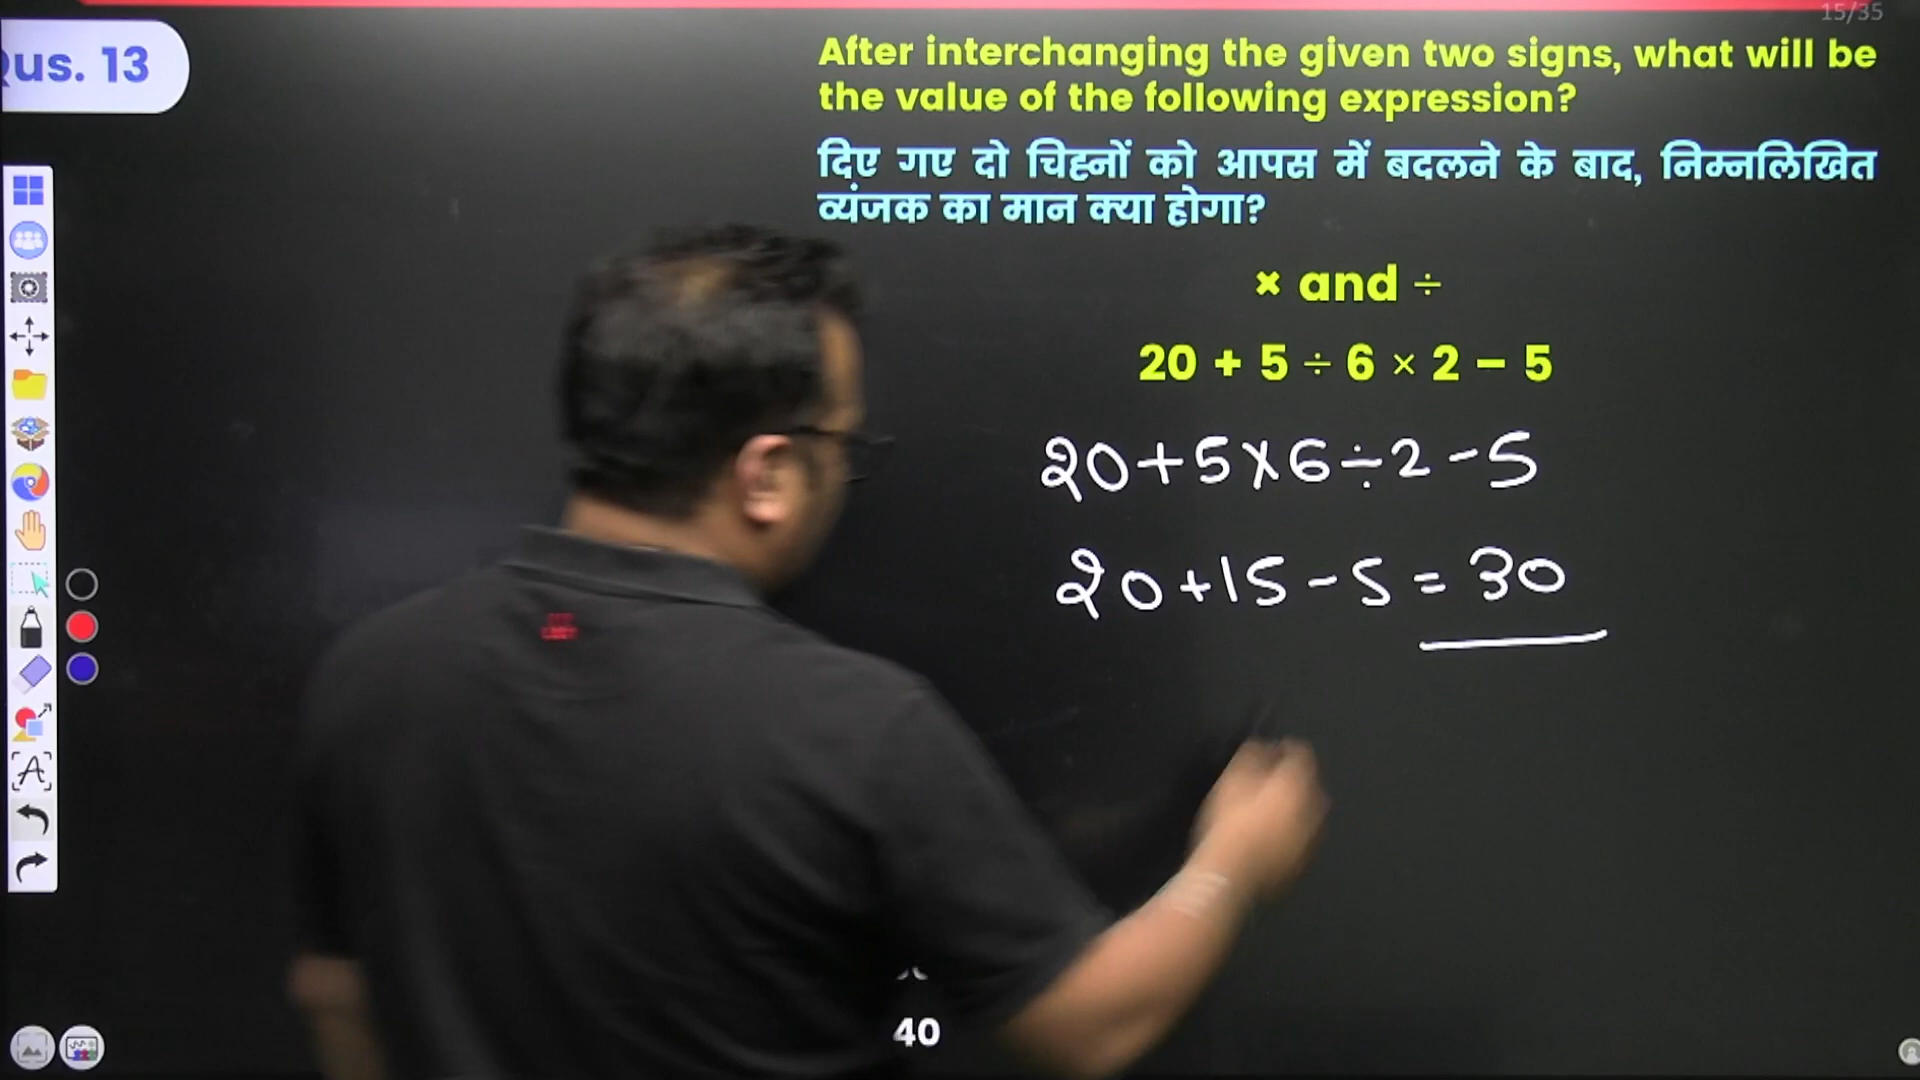 15/35
Qus. 13
After interchanging the given two signs, what will be
the value of the following expression?
दिए गए दो चिह्नों को आपस में बदलने के बाद, निम्नलिखित
व्यंजक का मान क्या होगा?
× and ÷
20 + 5 ÷ 6 × 2 – 5
20+5×6÷2-5
20+15-5=30
40